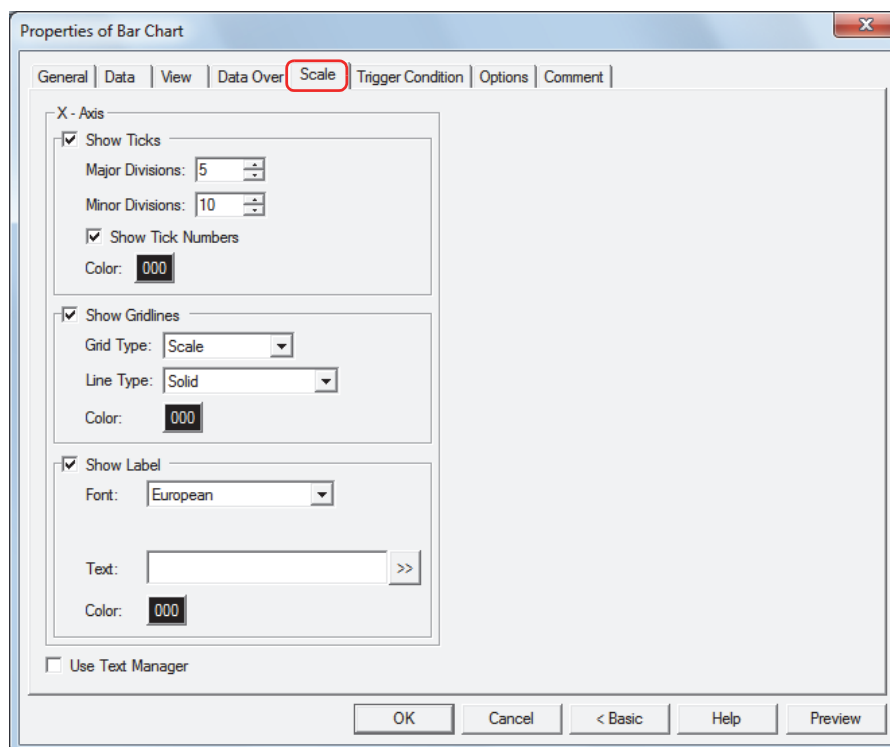 Properties of Bar Chart
General Data View Data Over Scale Trigger Condition Options Comment
X - Axis
Show Ticks
Major Divisions: 5
Minor Divisions: 10
Show Tick Numbers
Color: 000
Show Gridlines
Grid Type: Scale
Line Type: Solid
Color: 000
Show Label
Font: European
Text: >>
Color: 000
Use Text Manager
OK Cancel < Basic Help Preview